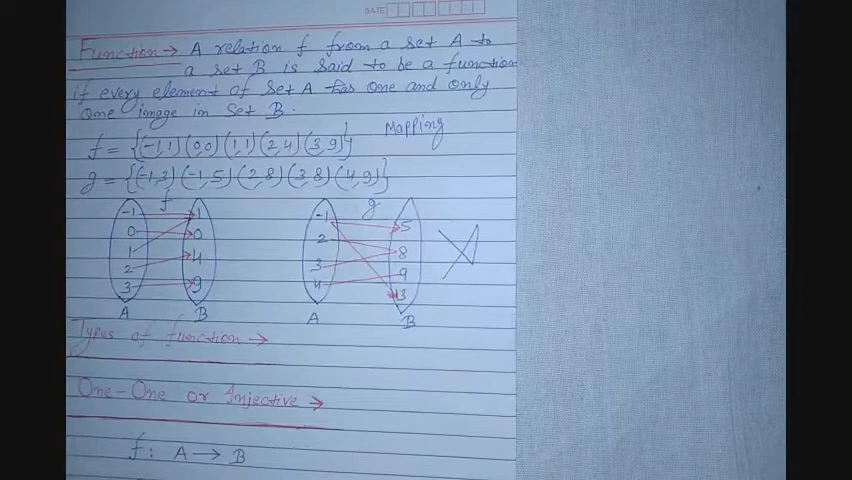 DATE
Function → A relation f from a set A to
a set B is said to be a function
if every element of set A has one and only
one image in set B.
Mapping
f = {(-1,1)(0,0)(1,1)(2,4)(3,9)}
g = {(-1,3)(-1,5)(2,8)(3,8)(4,9)}
f g
-1 1 -1 5
0 0 2 8
1 4 3 9
2 9 4 3
3
A B A B
Types of function →
One-One or Injective →
f: A → B